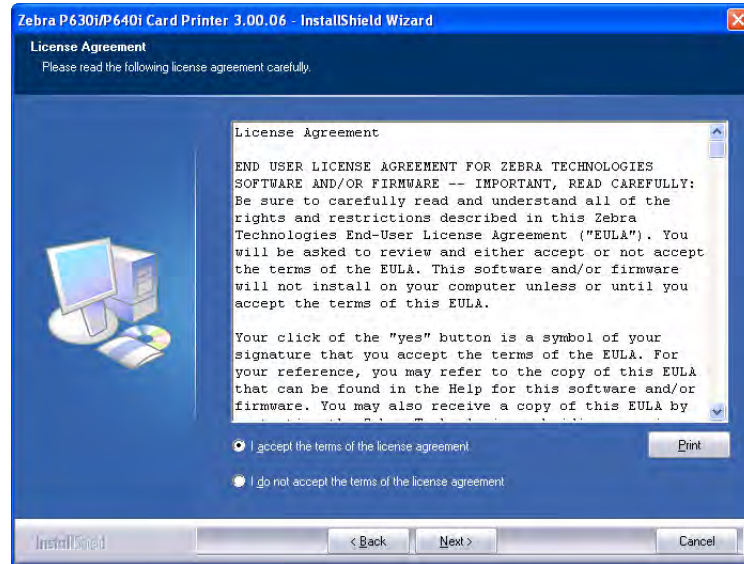 Zebra P630i/P640i Card Printer 3.00.06 - InstallShield Wizard
License Agreement
Please read the following license agreement carefully.
License Agreement
END USER LICENSE AGREEMENT FOR ZEBRA TECHNOLOGIES
SOFTWARE AND/OR FIRMWARE -- IMPORTANT, READ CAREFULLY:
Be sure to carefully read and understand all of the
rights and restrictions described in this Zebra
Technologies End-User License Agreement ("EULA"). You
will be asked to review and either accept or not accept
the terms of the EULA. This software and/or firmware
will not install on your computer unless or until you
accept the terms of this EULA.
Your click of the "yes" button is a symbol of your
signature that you accept the terms of the EULA. For
your reference, you may refer to the copy of this EULA
that can be found in the Help for this software and/or
firmware. You may also receive a copy of this EULA by
I accept the terms of the license agreement
Print
I do not accept the terms of the license agreement
InstallShield
< Back
Next >
Cancel